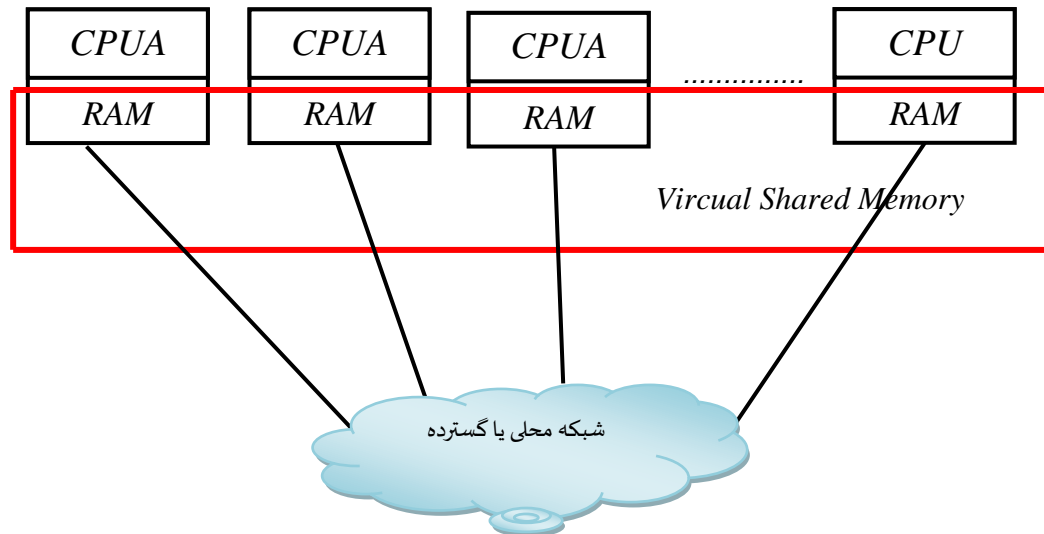 CPUA CPUA CPUA CPU
...............
RAM RAM RAM RAM
Vircual Shared Memory
شبکه محلی یا گسترده